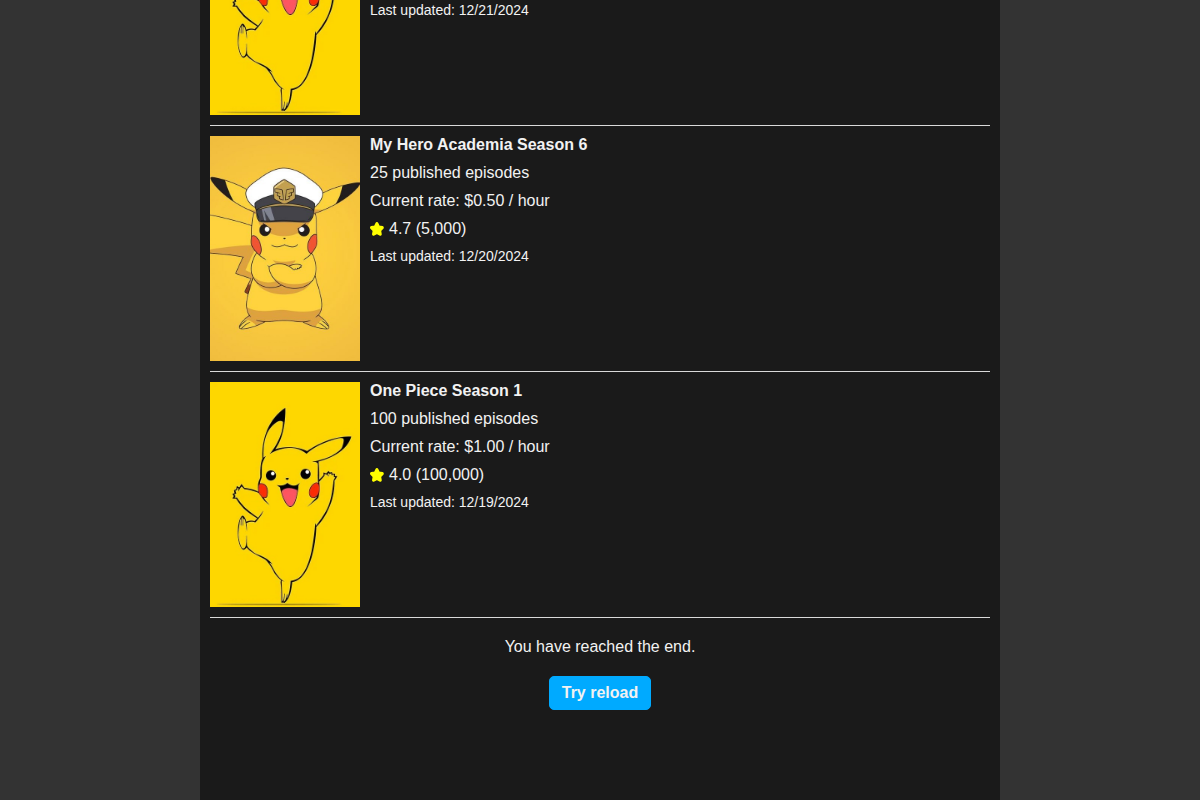 Last updated: 12/21/2024
My Hero Academia Season 6
25 published episodes
Current rate: $0.50 / hour
4.7 (5,000)
Last updated: 12/20/2024
One Piece Season 1
100 published episodes
Current rate: $1.00 / hour
4.0 (100,000)
Last updated: 12/19/2024
You have reached the end.
Try reload